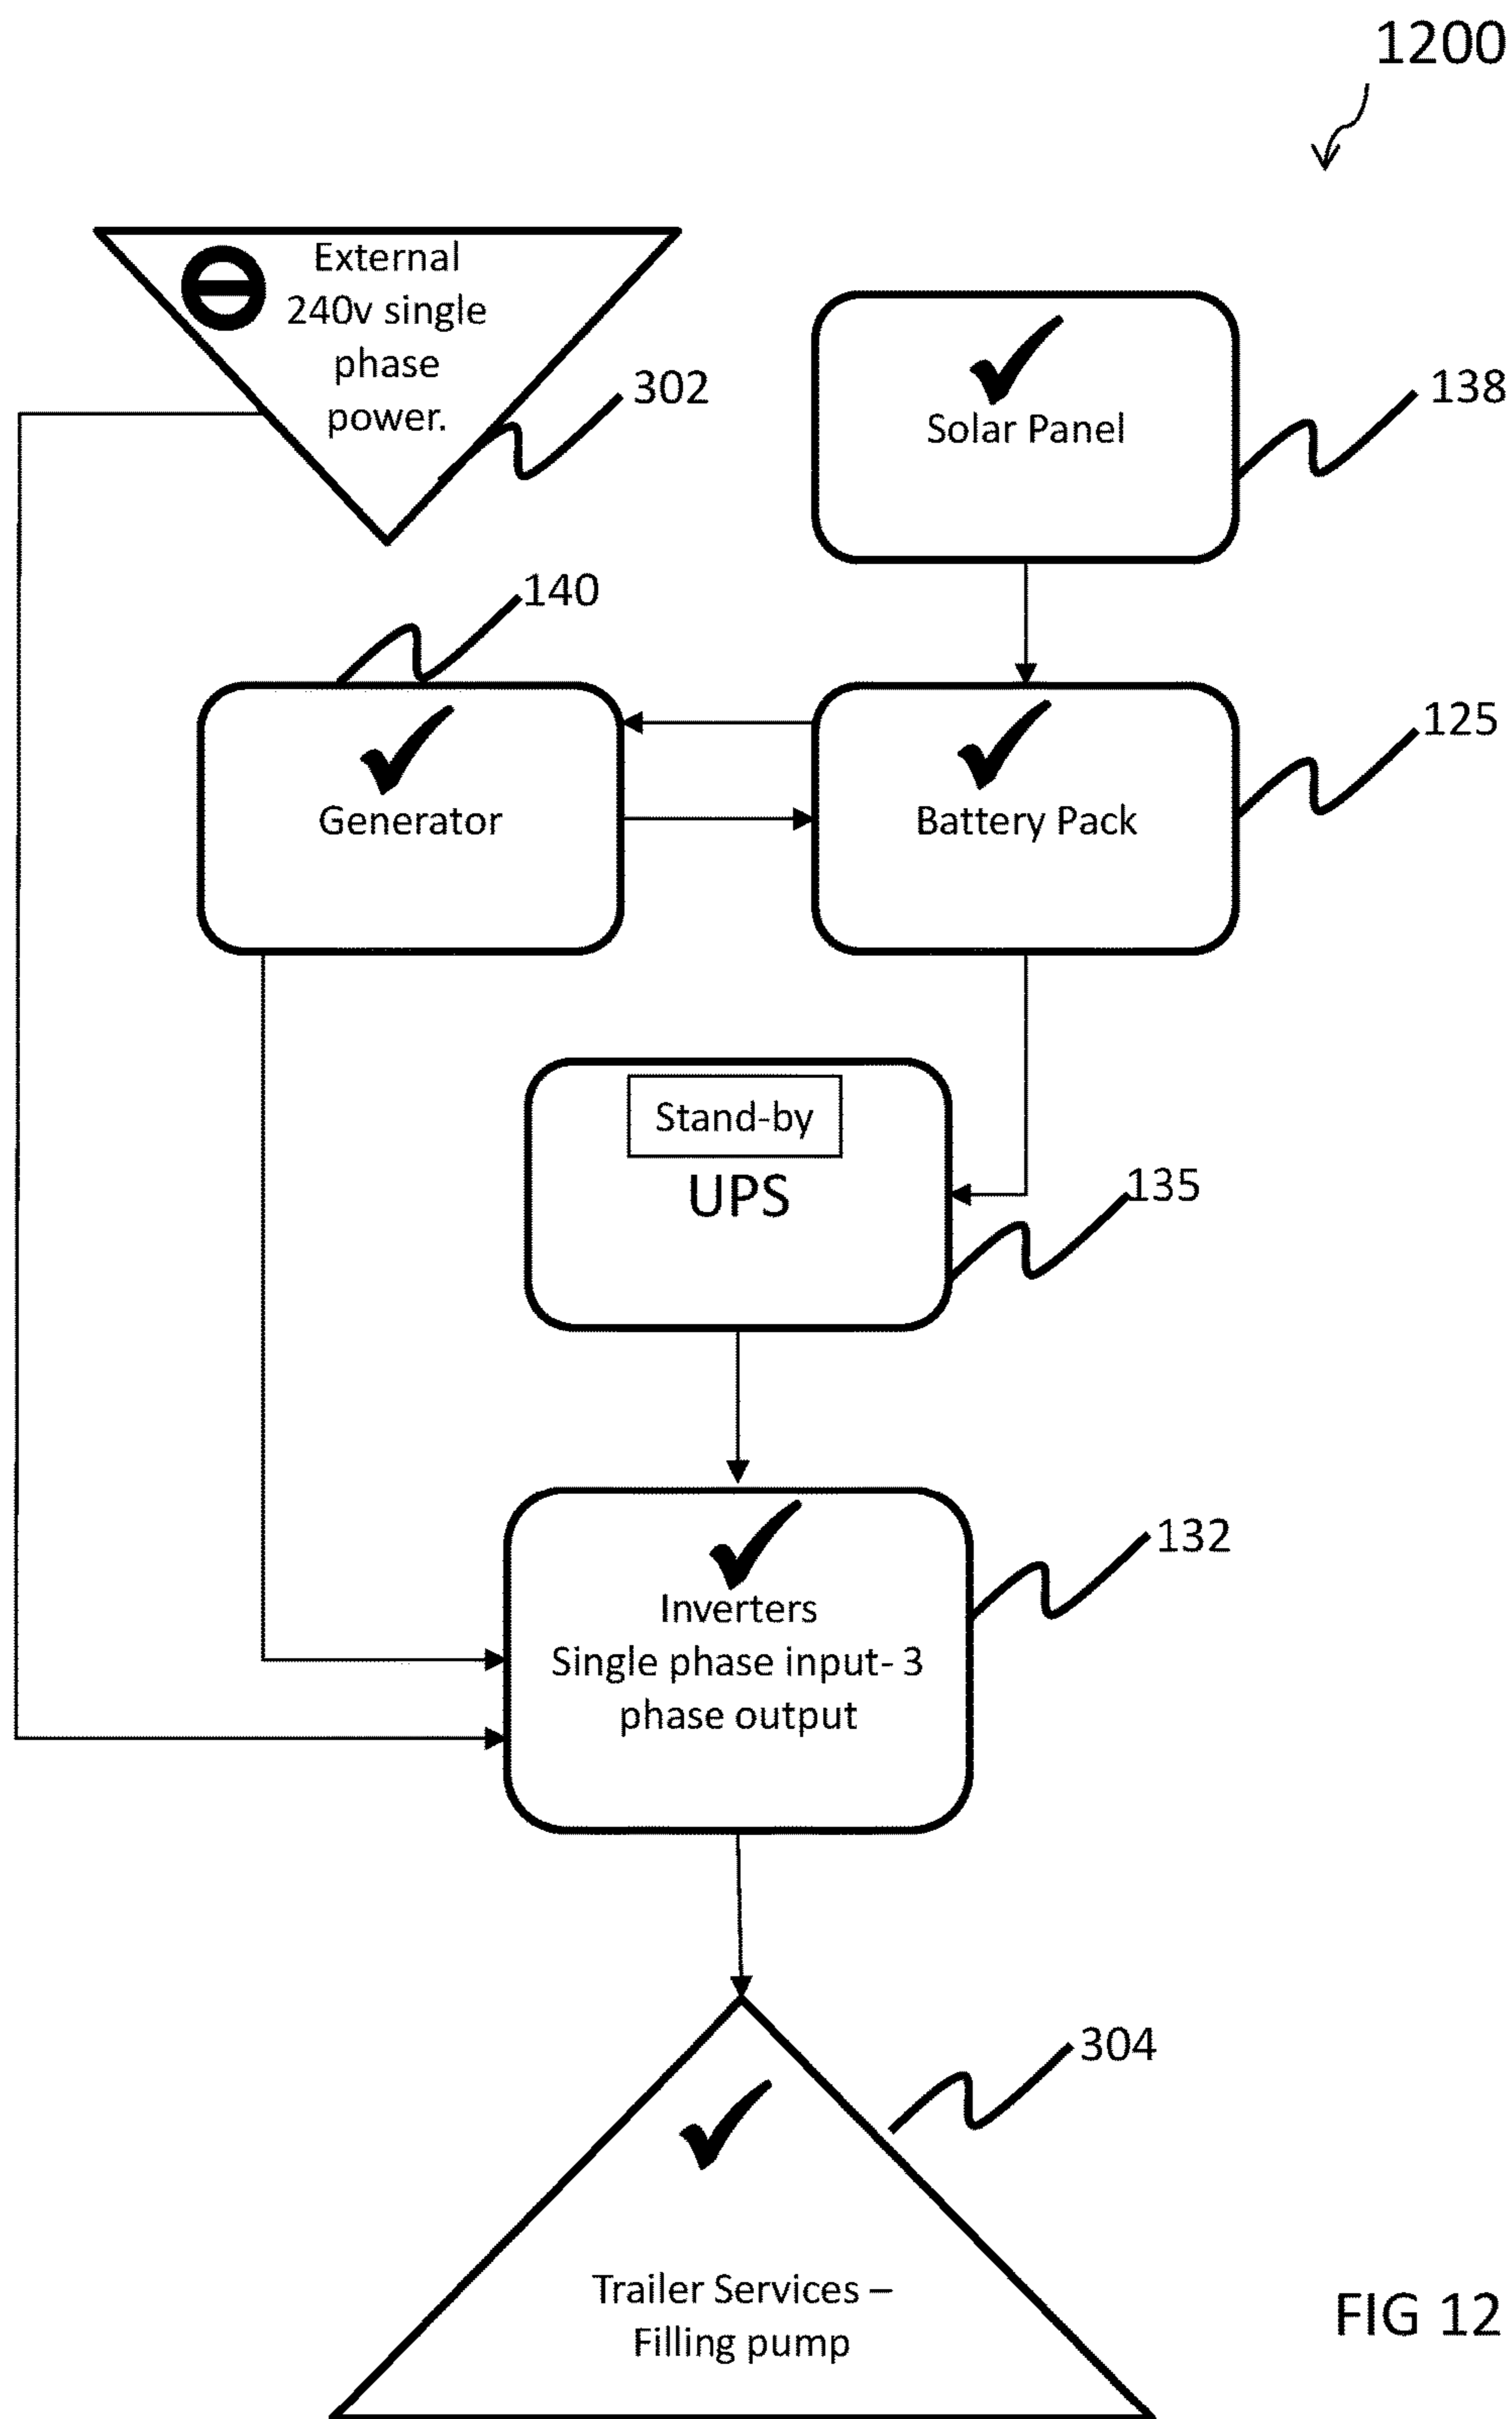 1200
External
240v single
phase
power.
302
Solar Panel
138
140
Generator
Battery Pack
125
Stand-by
UPS
135
Inverters
Single phase input- 3
phase output
132
304
Trailer Services –
Filling pump
FIG 12